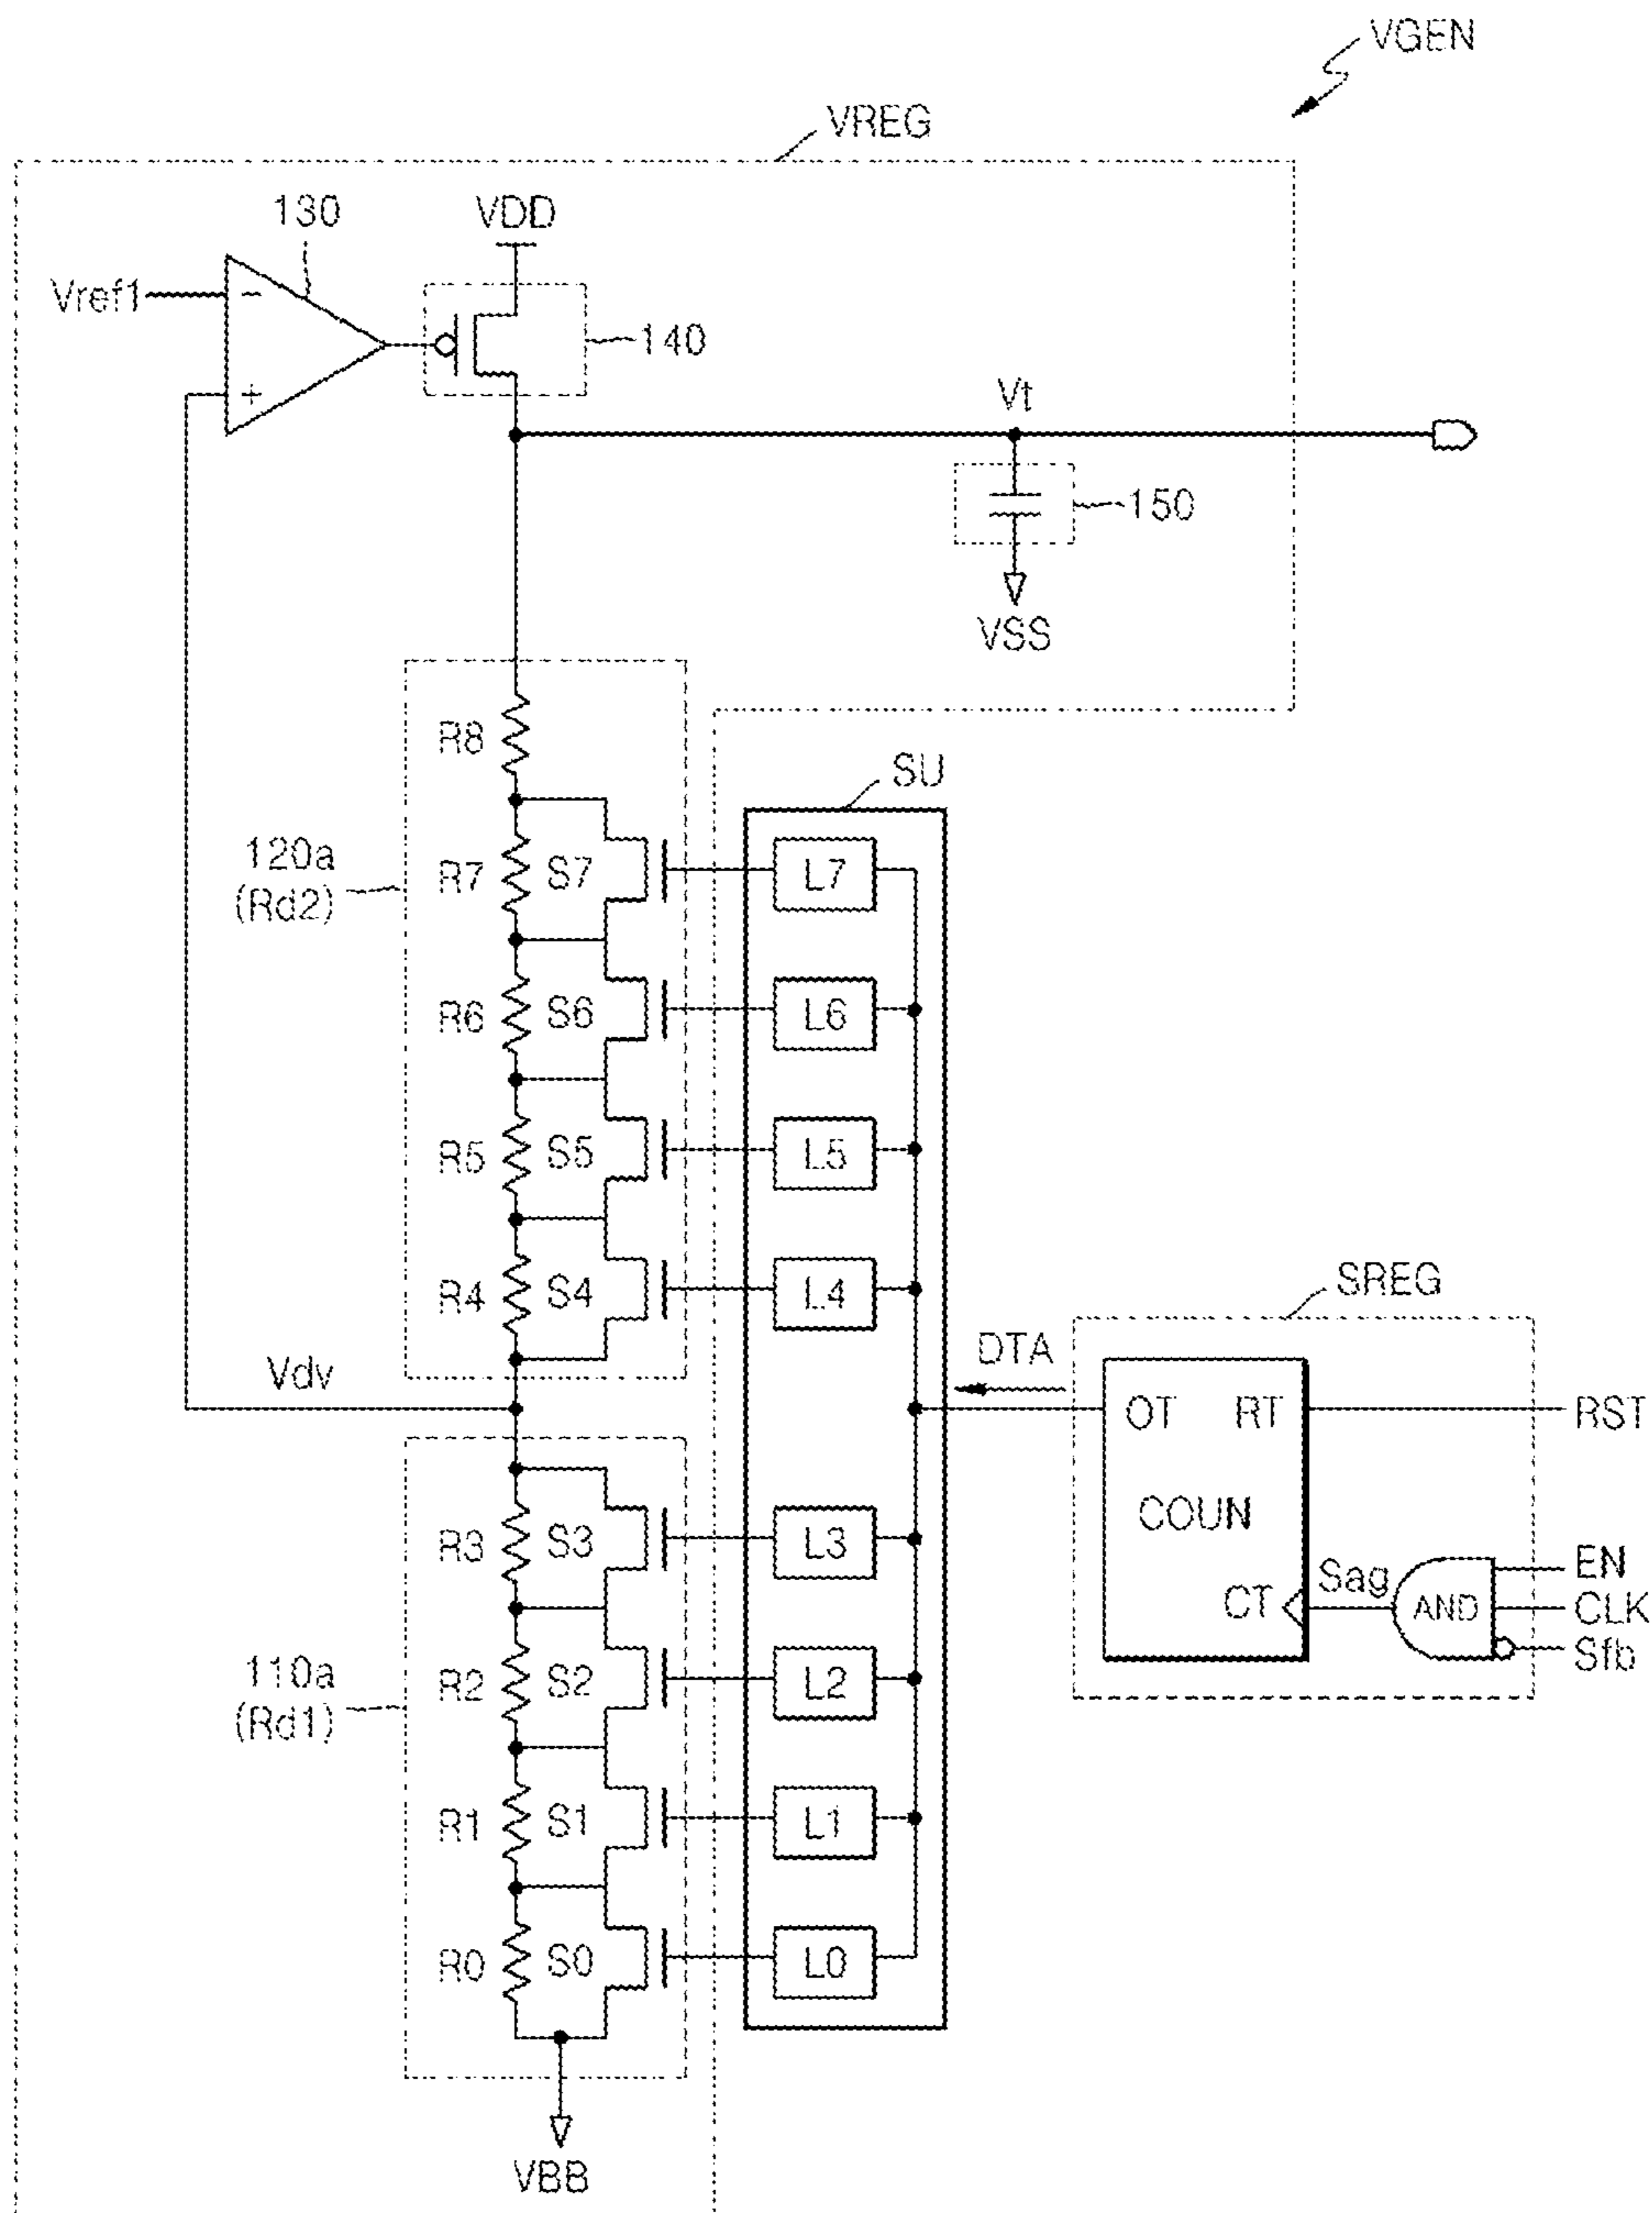 VGEN
VREG
130
VDD
Vref1
−
+
140
Vt
150
VSS
R8
SU
120a
(Rd2)
R7
S7
L7
R6
S6
L6
R5
S5
L5
R4
S4
L4
SREG
DTA
Vdv
OT
RT
RST
COUN
R3
S3
L3
EN
Sag
CT
AND
CLK
Sfb
110a
(Rd1)
R2
S2
L2
R1
S1
L1
R0
S0
L0
VBB